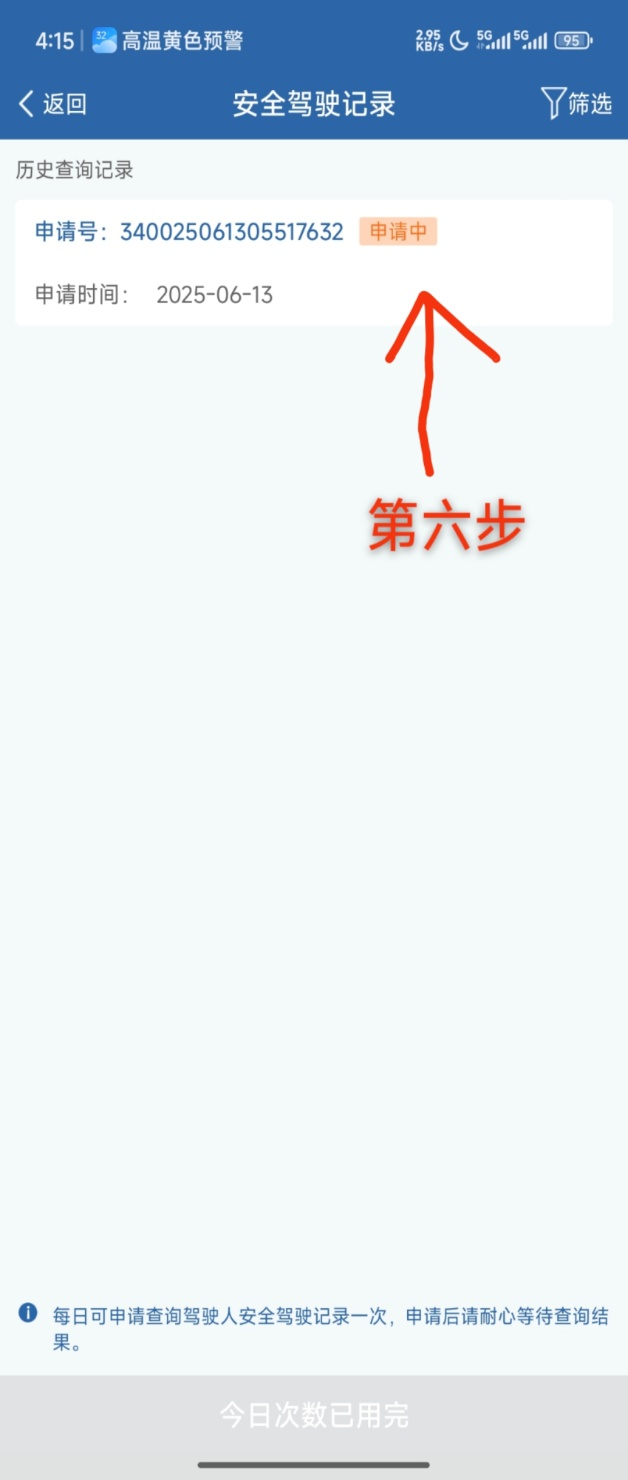 4:15 32 高温黄色预警 2.95 KB/s 5G 5G 95
返回 安全驾驶记录 筛选
历史查询记录
申请号：340025061305517632 申请中
申请时间： 2025-06-13
第六步
每日可申请查询驾驶人安全驾驶记录一次，申请后请耐心等待查询结
果。
今日次数已用完